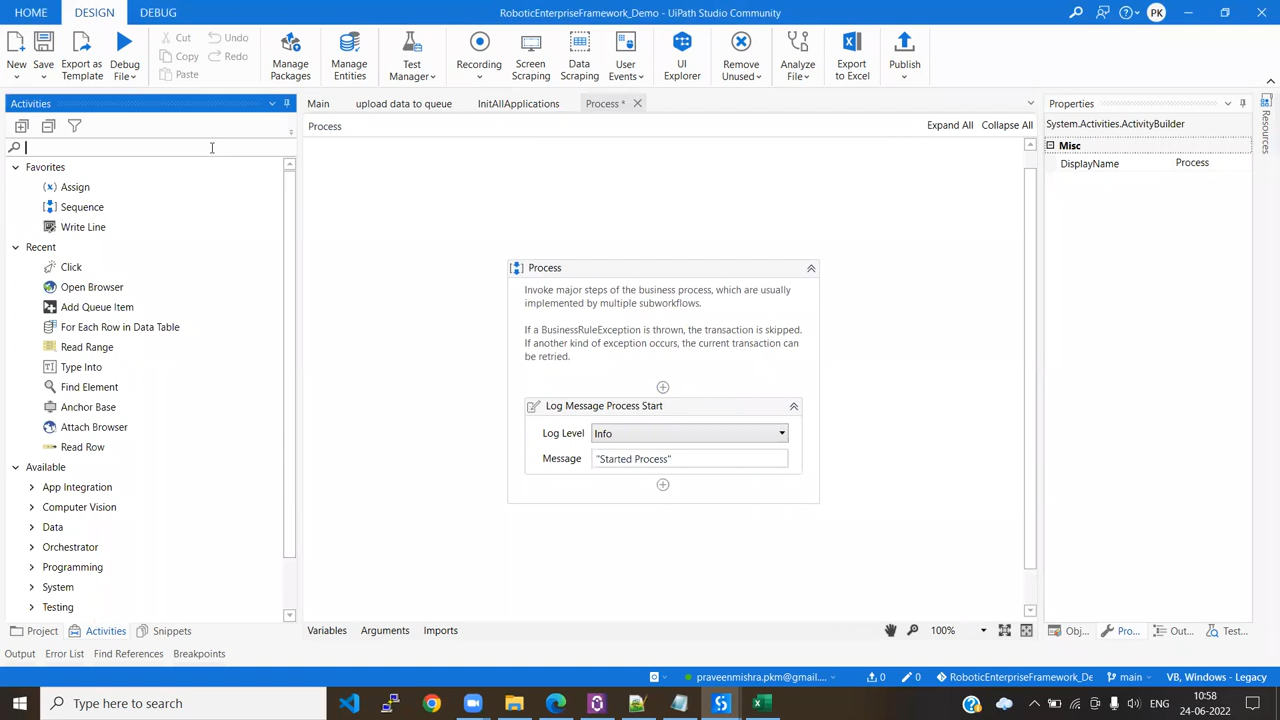 HOME DESIGN DEBUG RoboticEnterpriseFramework_Demo - UiPath Studio Community PK
New Save Export as Template Debug File Cut Copy Paste Undo Redo Manage Packages Manage Entities Test Manager Recording Screen Scraping Data Scraping User Events UI Explorer Remove Unused Analyze File Export to Excel Publish
Activities
Main upload data to queue InitAllApplications Process *
Properties
Process Expand All Collapse All
System.Activities.ActivityBuilder
Misc
DisplayName Process
Resources
Favorites
Assign
Sequence
Write Line
Recent
Click
Open Browser
Add Queue Item
For Each Row in Data Table
Read Range
Type Into
Find Element
Anchor Base
Attach Browser
Read Row
Available
App Integration
Computer Vision
Data
Orchestrator
Programming
System
Testing
Process
Invoke major steps of the business process, which are usually
implemented by multiple subworkflows.
If a BusinessRuleException is thrown, the transaction is skipped.
If another kind of exception occurs, the current transaction can
be retried.
Log Message Process Start
Log Level Info
Message "Started Process"
Project Activities Snippets
Variables Arguments Imports 100%
Obj... Pro... Out... Test...
Output Error List Find References Breakpoints
praveenmishra.pkm@gmail.... 0 0 RoboticEnterpriseFramework_De main VB, Windows - Legacy
Type here to search
10:58
24-06-2022